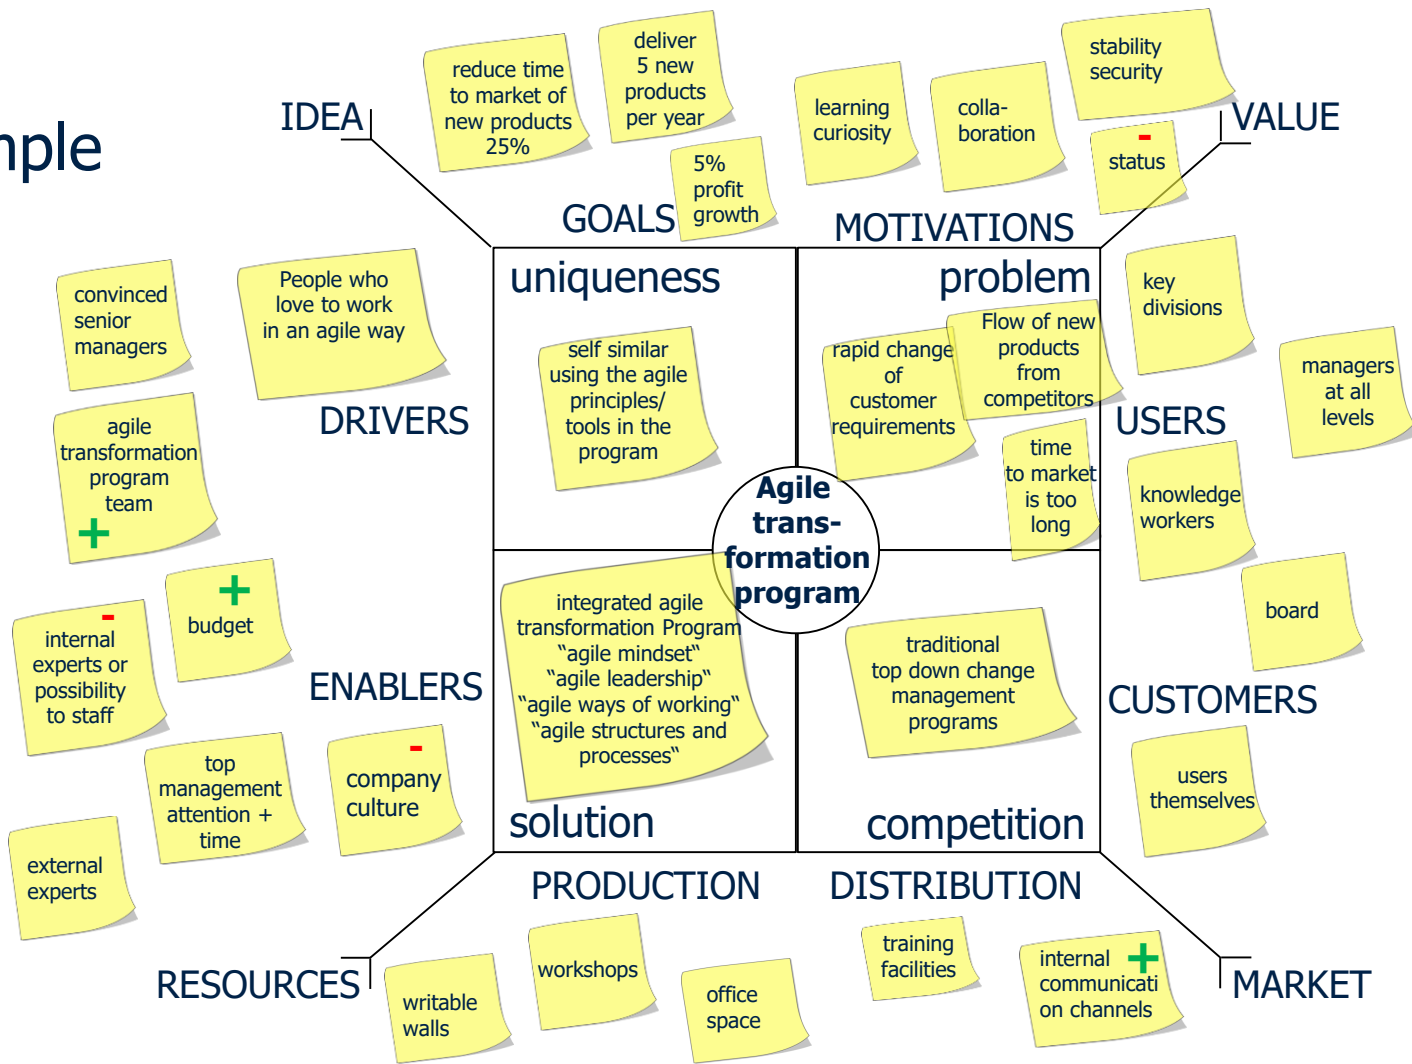 mple
IDEA
reduce time
to market of
new products
25%
deliver
5 new
products
per year
5%
profit
growth
GOALS
learning
curiosity
colla-
boration
stability
security
-
status
VALUE
MOTIVATIONS
convinced
senior
managers
People who
love to work
in an agile way
DRIVERS
agile
transformation
program
team
+
uniqueness
self similar
using the agile
principles/
tools in the
program
problem
rapid change
of
customer
requirements
Flow of new
products
from
competitors
time
to market
is too
long
key
divisions
managers
at all
levels
USERS
knowledge
workers
Agile
trans-
formation
program
+
budget
-
internal
experts or
possibility
to staff
ENABLERS
top
management
attention +
time
-
company
culture
external
experts
integrated agile
transformation Program
“agile mindset“
“agile leadership“
“agile ways of working“
“agile structures and
processes“
solution
traditional
top down change
management
programs
competition
board
CUSTOMERS
users
themselves
PRODUCTION
DISTRIBUTION
RESOURCES
writable
walls
workshops
office
space
training
facilities
+
internal
communicati
on channels
MARKET